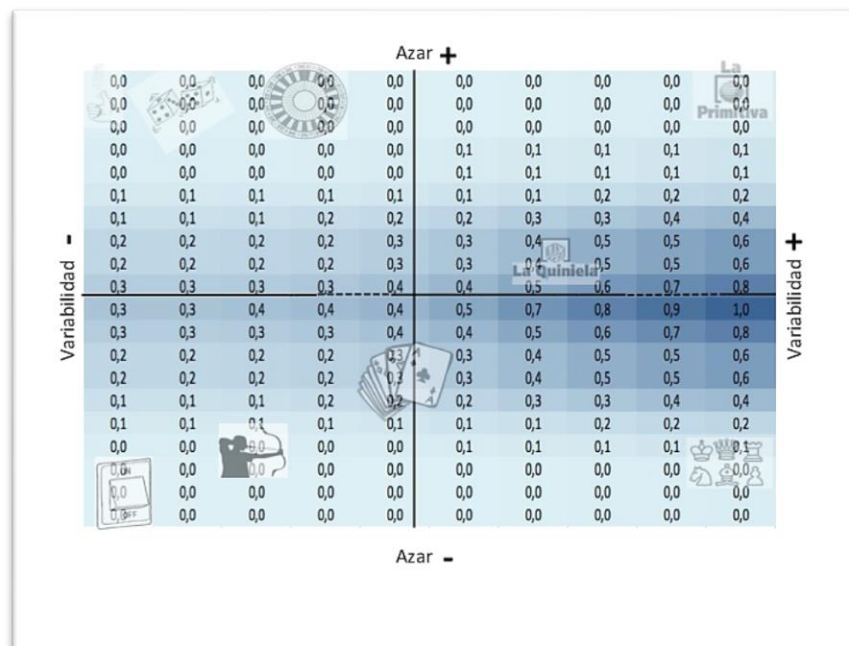 Azar +
La
0,0 0,0 0,0 0,0 0,0 0,0 0,0 0,0 0,0 0,0
0,0 0,0 0,0 0,0 0,0 0,0 0,0 0,0 0,0 0,0
Primitiva
0,0 0,0 0,0 0,0 0,0 0,0 0,0 0,0 0,0 0,0
0,0 0,0 0,0 0,0 0,0 0,1 0,1 0,1 0,1 0,1
0,0 0,0 0,0 0,0 0,0 0,1 0,1 0,1 0,1 0,1
0,1 0,1 0,1 0,1 0,1 0,1 0,1 0,2 0,2 0,2
0,1 0,1 0,1 0,2 0,2 0,2 0,3 0,3 0,4 0,4
0,2 0,2 0,2 0,2 0,3 0,3 0,4 0,5 0,5 0,6
0,2 0,2 0,2 0,2 0,3 0,3 0,4 0,5 0,5 0,6
La Quiniela
0,3 0,3 0,3 0,3 0,4 0,4 0,5 0,6 0,7 0,8
Variabilidad -
Variabilidad +
0,3 0,3 0,4 0,4 0,4 0,5 0,7 0,8 0,9 1,0
0,3 0,3 0,3 0,3 0,4 0,4 0,5 0,6 0,7 0,8
0,2 0,2 0,2 0,2 0,3 0,3 0,4 0,5 0,5 0,6
0,2 0,2 0,2 0,2 0,3 0,3 0,4 0,5 0,5 0,6
0,1 0,1 0,1 0,2 0,2 0,2 0,3 0,3 0,4 0,4
0,1 0,1 0,1 0,1 0,1 0,1 0,1 0,2 0,2 0,2
0,0 0,0 0,0 0,0 0,0 0,1 0,1 0,1 0,1 0,1
ON
0,0 0,0 0,0 0,0 0,0 0,0 0,0 0,0 0,0 0,0
0,0 0,0 0,0 0,0 0,0 0,0 0,0 0,0 0,0 0,0
0,0 0,0 0,0 0,0 0,0 0,0 0,0 0,0 0,0 0,0
OFF
Azar -